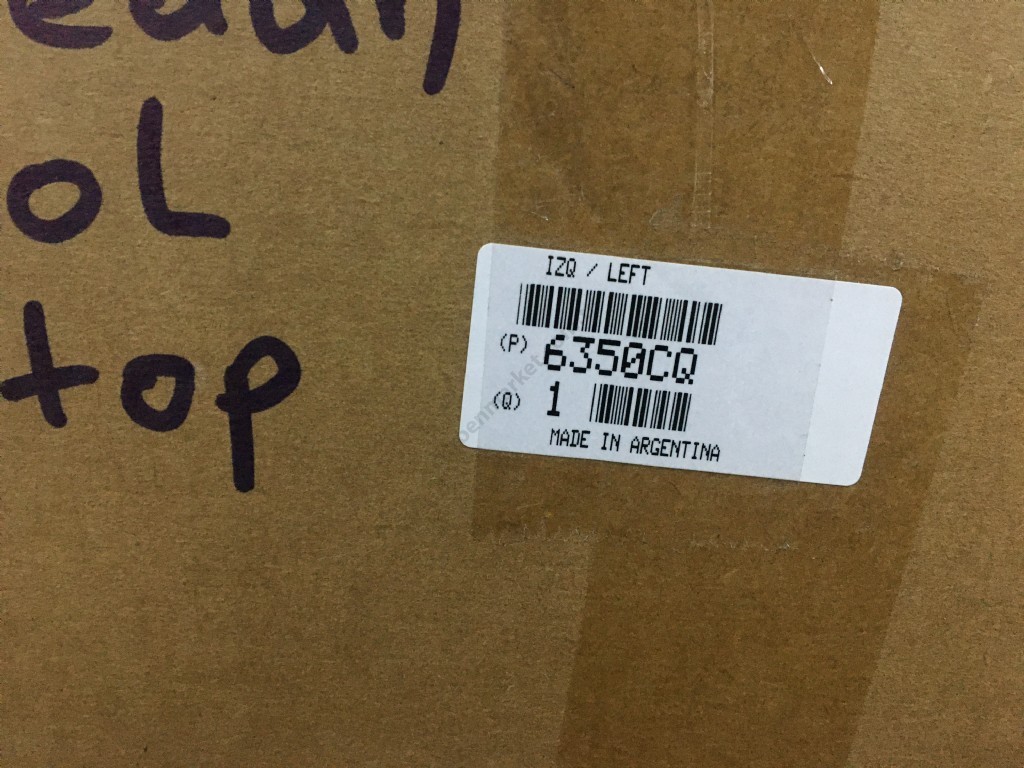 oL
top
IZQ / LEFT
(P) 6350CQ
(Q) 1
MADE IN ARGENTINA